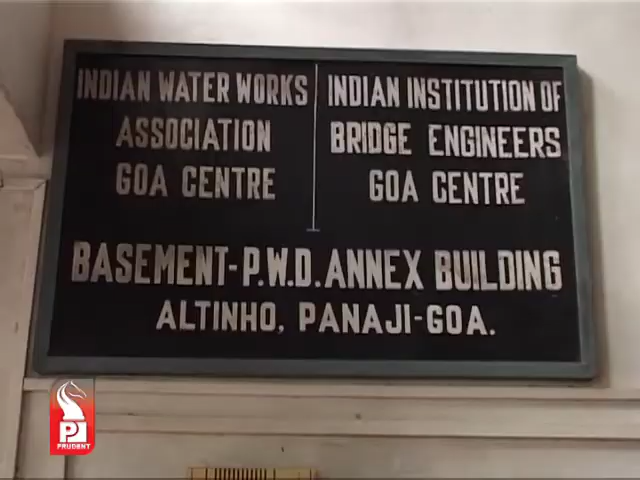 INDIAN WATER WORKS
ASSOCIATION
GOA CENTRE
INDIAN INSTITUTION OF
BRIDGE ENGINEERS
GOA CENTRE
BASEMENT-P.W.D. ANNEX BUILDING
ALTINHO, PANAJI-GOA.
P
PRUDENT